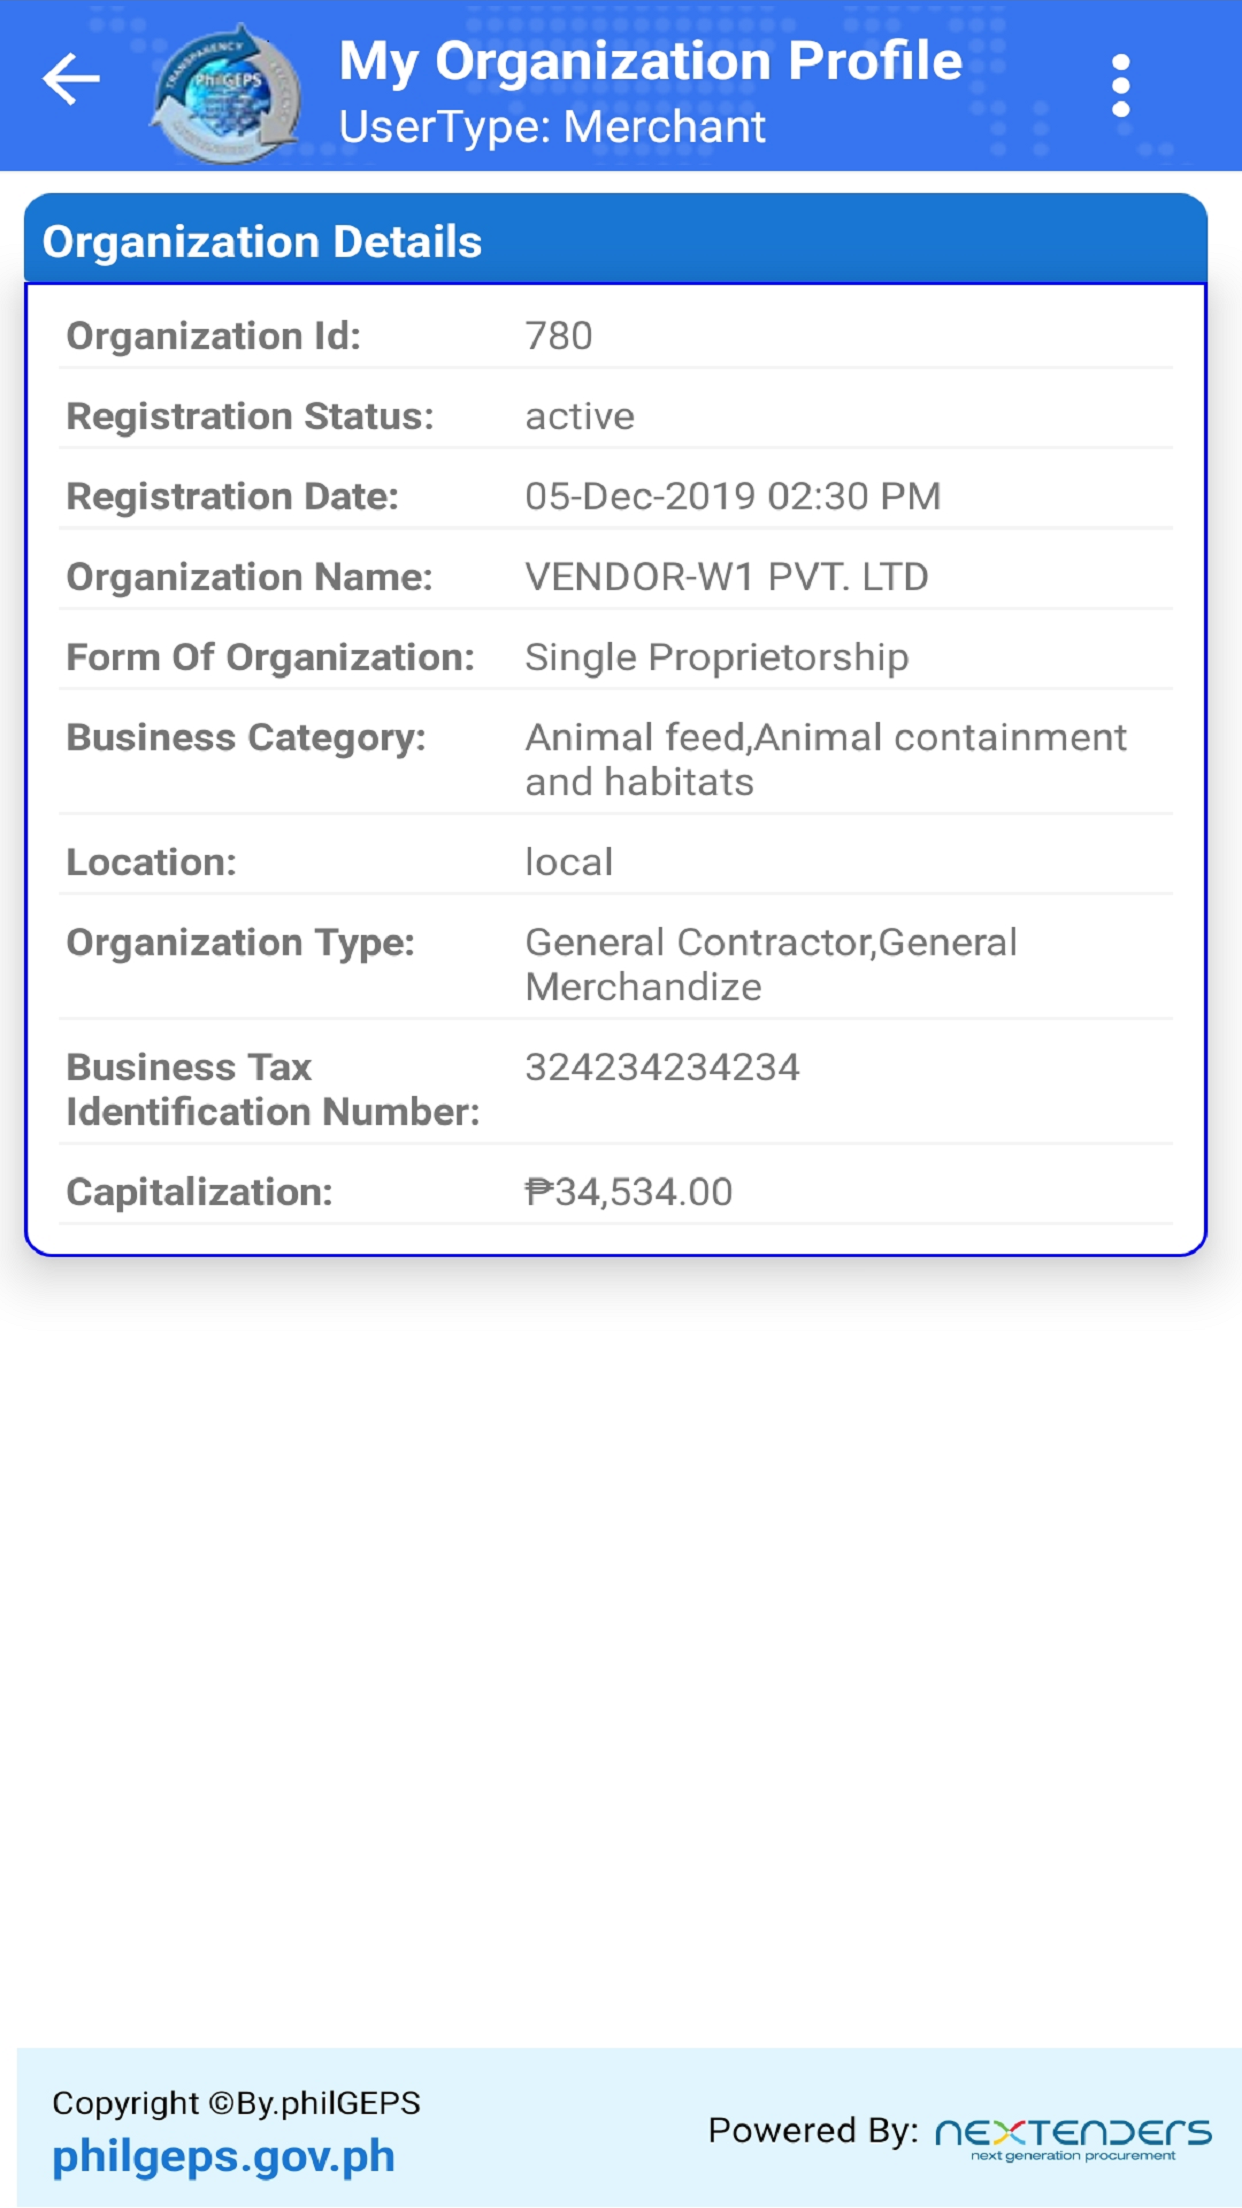 My Organization Profile
UserType: Merchant
TRANSPARENCY
PhilGEPS
Organization Details
Organization Id: 780
Registration Status: active
Registration Date: 05-Dec-2019 02:30 PM
Organization Name: VENDOR-W1 PVT. LTD
Form Of Organization: Single Proprietorship
Business Category: Animal feed,Animal containment
and habitats
Location: local
Organization Type: General Contractor,General
Merchandize
Business Tax 324234234234
Identification Number:
Capitalization: ₱34,534.00
Copyright ©By.philGEPS
philgeps.gov.ph
Powered By: NEXTENDERS
next generation procurement